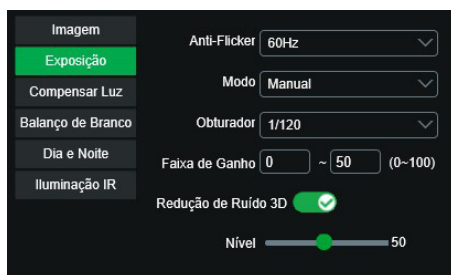 Imagem
Exposição
Compensar Luz
Balanço de Branco
Dia e Noite
Iluminação IR
Anti-Flicker 60Hz
Modo Manual
Obturador 1/120
Faixa de Ganho 0 ~ 50 (0~100)
Redução de Ruído 3D
Nível 50